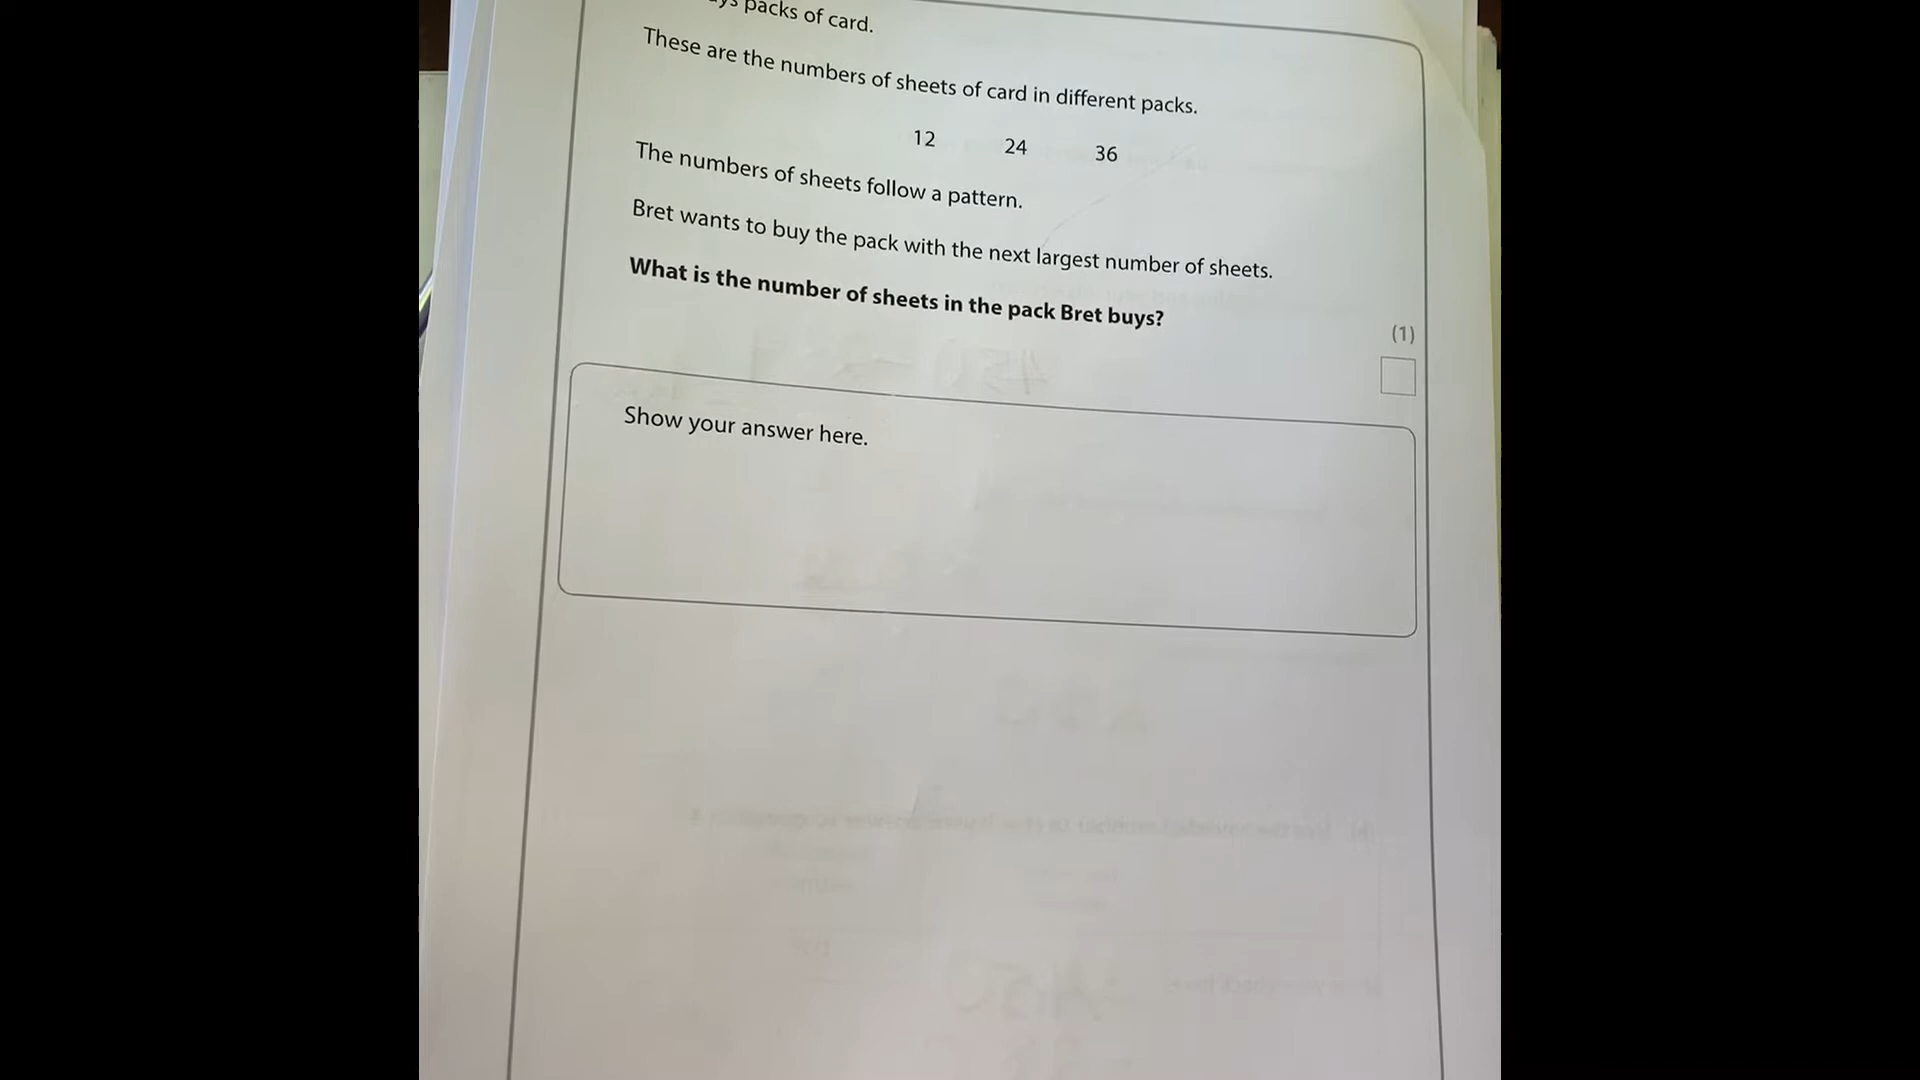 packs of card.
These are the numbers of sheets of card in different packs.
12 24 36
The numbers of sheets follow a pattern.
Bret wants to buy the pack with the next largest number of sheets.
What is the number of sheets in the pack Bret buys?
(1)
Show your answer here.